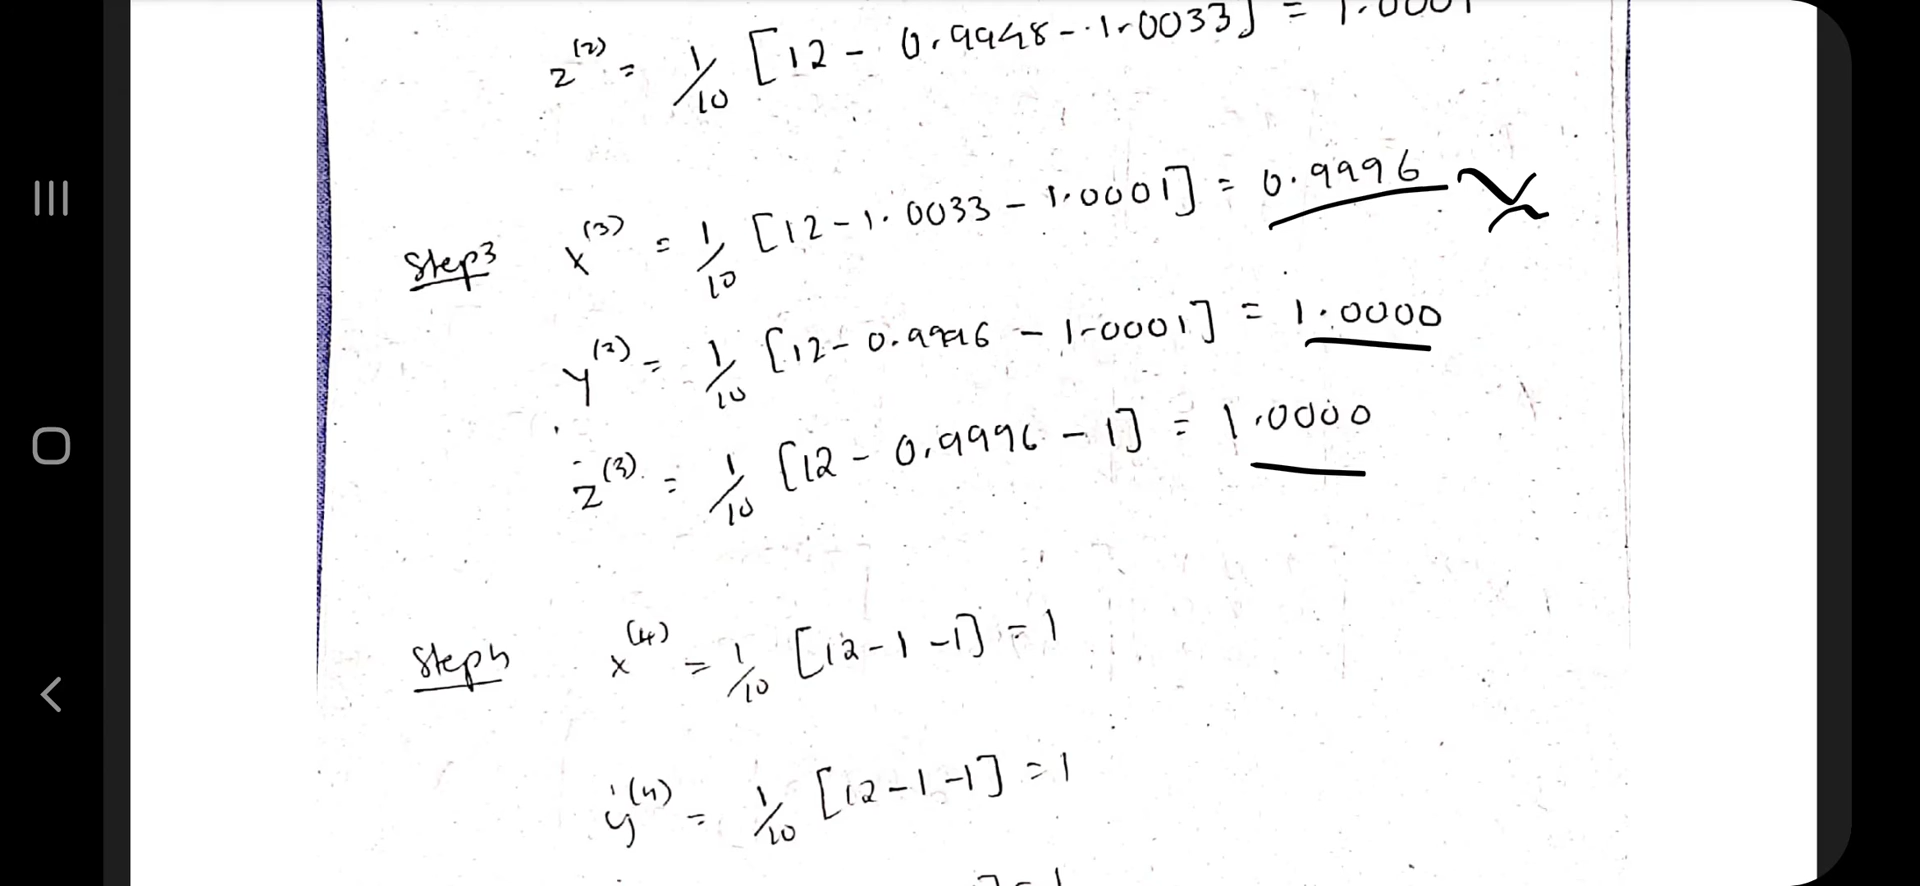 z^(2) = 1/10 [12 - 0.9948 - 1.0033] = 1.0001
Step3 x^(3) = 1/10 [12 - 1.0033 - 1.0001] = 0.9996
y^(3) = 1/10 [12 - 0.9996 - 1.0001] = 1.0000
z^(3) = 1/10 [12 - 0.9996 - 1] = 1.0000
Step4 x^(4) = 1/10 [12 - 1 - 1] = 1
y^(4) = 1/10 [12 - 1 - 1] = 1
] = 1